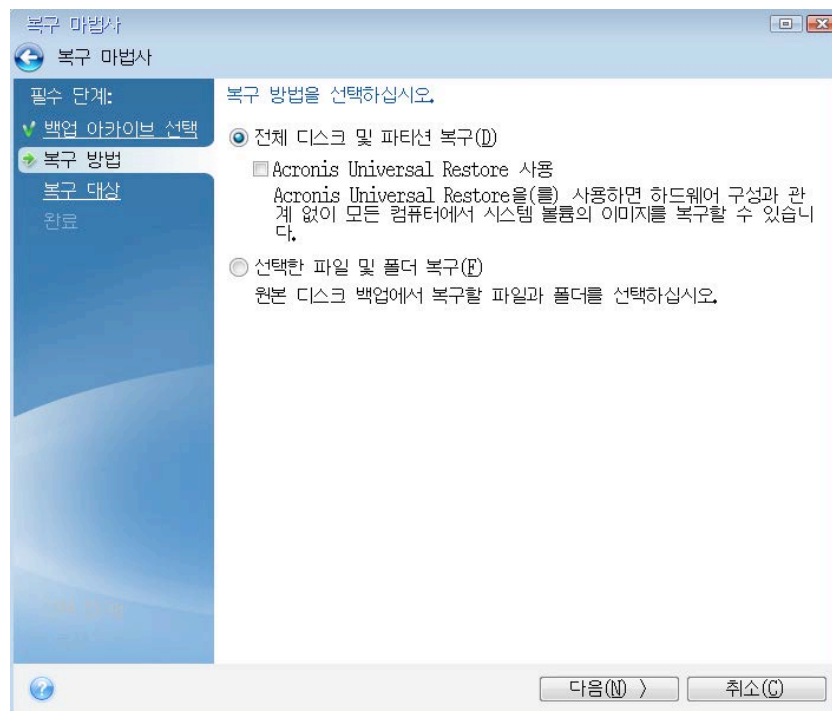 복구 마법사
복구 마법사
필수 단계:
백업 아카이브 선택
복구 방법
복구 대상
완료
복구 방법을 선택하십시오.
전체 디스크 및 파티션 복구(D)
Acronis Universal Restore 사용
Acronis Universal Restore을(를) 사용하면 하드웨어 구성과 관
계 없이 모든 컴퓨터에서 시스템 볼륨의 이미지를 복구할 수 있습니
다.
선택한 파일 및 폴더 복구(F)
원본 디스크 백업에서 복구할 파일과 폴더를 선택하십시오.
다음(N) >
취소(C)